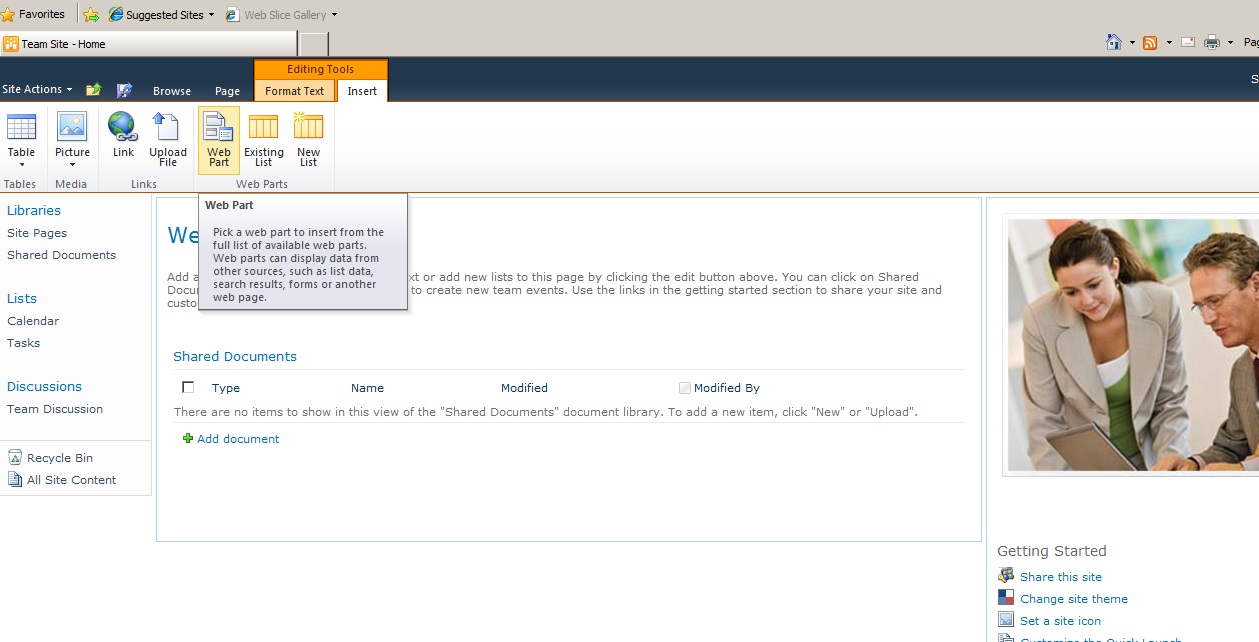 Favorites Suggested Sites Web Slice Gallery
Team Site - Home
Editing Tools
Site Actions Browse Page Format Text Insert
Table Picture Link Upload File Web Part Existing List New List
Tables Media Links Web Parts
Libraries
Site Pages
Shared Documents
Lists
Calendar
Tasks
Discussions
Team Discussion
Recycle Bin
All Site Content
Web Part
Pick a web part to insert from the
full list of available web parts.
Web parts can display data from
other sources, such as list data,
search results, forms or another
web page.
We
Add
or add new lists to this page by clicking the edit button above. You can click on Shared
to create new team events. Use the links in the getting started section to share your site and
Shared Documents
Type Name Modified Modified By
There are no items to show in this view of the "Shared Documents" document library. To add a new item, click "New" or "Upload".
Add document
Getting Started
Share this site
Change site theme
Set a site icon
Customize the Quick Launch